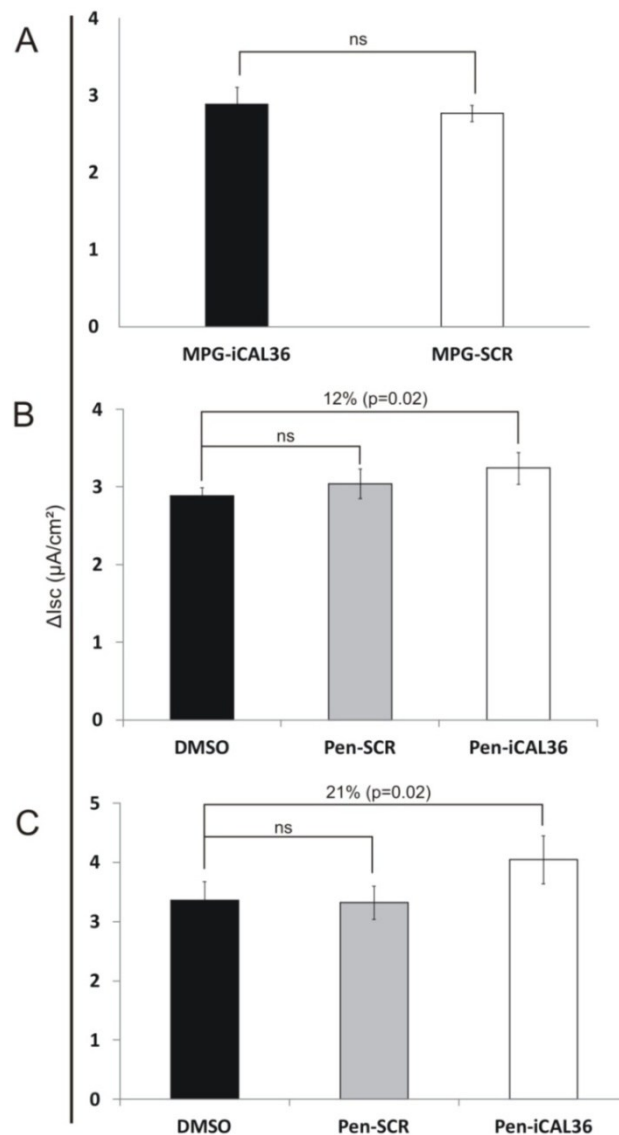 A
4
ns
3
2
1
0
MPG-iCAL36 MPG-SCR
B
12% (p=0.02)
4
ns
3
2
1
0
DMSO Pen-SCR Pen-iCAL36
ΔIsc (µA/cm²)
C
21% (p=0.02)
5
ns
4
3
2
1
0
DMSO Pen-SCR Pen-iCAL36